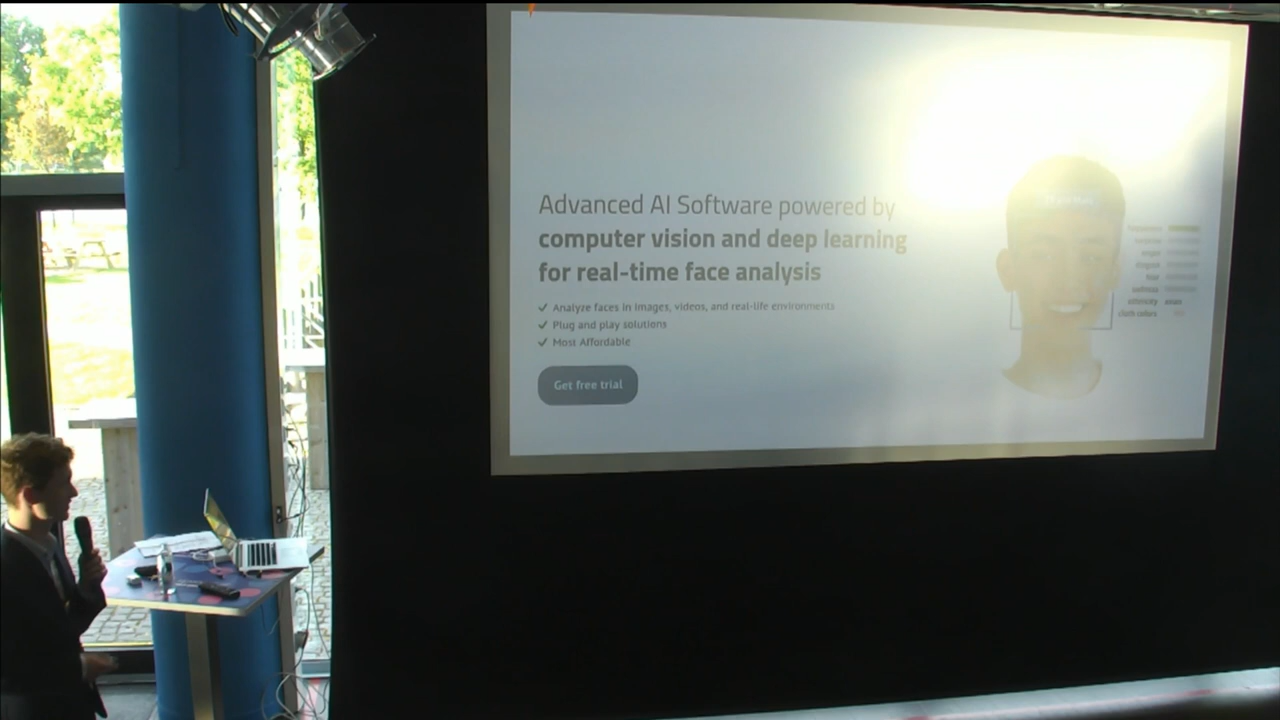 Advanced AI Software powered by
computer vision and deep learning
for real-time face analysis
✓ Analyze faces in images, videos, and real-life environments
✓ Plug and play solutions
✓ Most Affordable
Get free trial
ethnicity asian
cloth colors